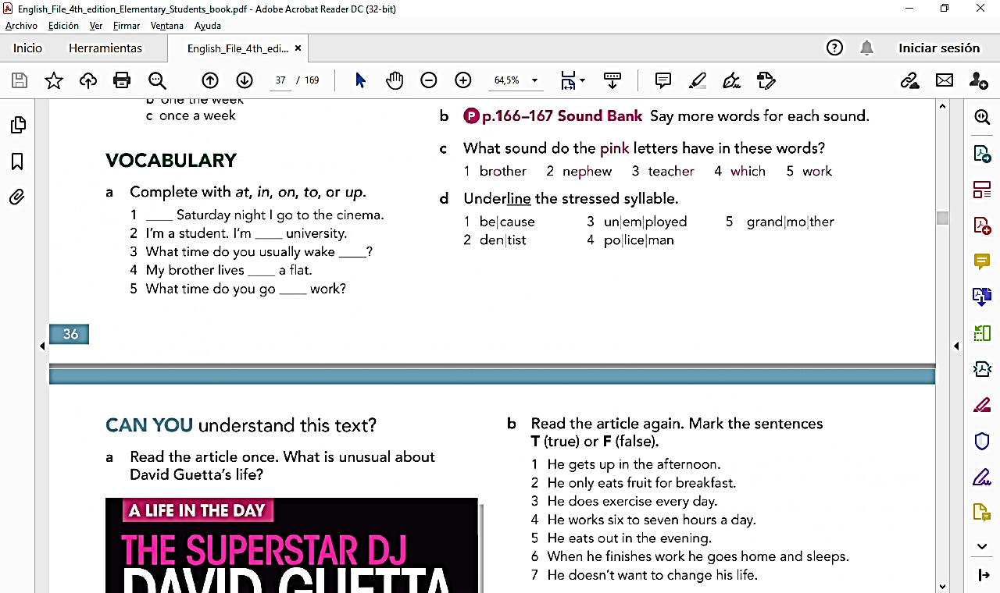 English_File_4th_edition_Elementary_Students_book.pdf - Adobe Acrobat Reader DC (32-bit)
Archivo Edición Ver Firmar Ventana Ayuda
Inicio Herramientas English_File_4th_edi... × Iniciar sesión
37 / 169 64,5%
b one the week
c once a week
VOCABULARY
a Complete with at, in, on, to, or up.
1 ____ Saturday night I go to the cinema.
2 I'm a student. I'm ____ university.
3 What time do you usually wake ____?
4 My brother lives ____ a flat.
5 What time do you go ____ work?
36
b P p.166–167 Sound Bank Say more words for each sound.
c What sound do the pink letters have in these words?
1 brother 2 nephew 3 teacher 4 which 5 work
d Underline the stressed syllable.
1 be|cause 3 un|em|ployed 5 grand|mo|ther
2 den|tist 4 po|lice|man
CAN YOU understand this text?
a Read the article once. What is unusual about
David Guetta's life?
A LIFE IN THE DAY
THE SUPERSTAR DJ
DAVID GUETTA
b Read the article again. Mark the sentences
T (true) or F (false).
1 He gets up in the afternoon.
2 He only eats fruit for breakfast.
3 He does exercise every day.
4 He works six to seven hours a day.
5 He eats out in the evening.
6 When he finishes work he goes home and sleeps.
7 He doesn't want to change his life.